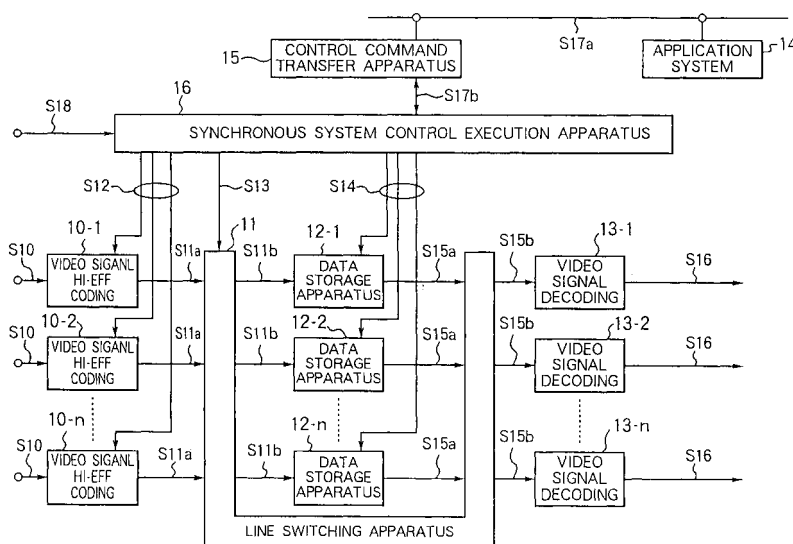 S17a
15
CONTROL COMMAND
TRANSFER APPARATUS
APPLICATION
SYSTEM
14
16
S17b
S18
SYNCHRONOUS SYSTEM CONTROL EXECUTION APPARATUS
S12
S13
S14
10-1
11
12-1
13-1
S10
VIDEO SIGANL
HI-EFF
CODING
S11a
S11b
DATA
STORAGE
APPARATUS
S15a
S15b
VIDEO
SIGNAL
DECODING
S16
10-2
12-2
13-2
S10
VIDEO SIGANL
HI-EFF
CODING
S11a
S11b
DATA
STORAGE
APPARATUS
S15a
S15b
VIDEO
SIGNAL
DECODING
S16
10-n
12-n
13-n
S10
VIDEO SIGANL
HI-EFF
CODING
S11a
S11b
DATA
STORAGE
APPARATUS
S15a
S15b
VIDEO
SIGNAL
DECODING
S16
LINE SWITCHING APPARATUS